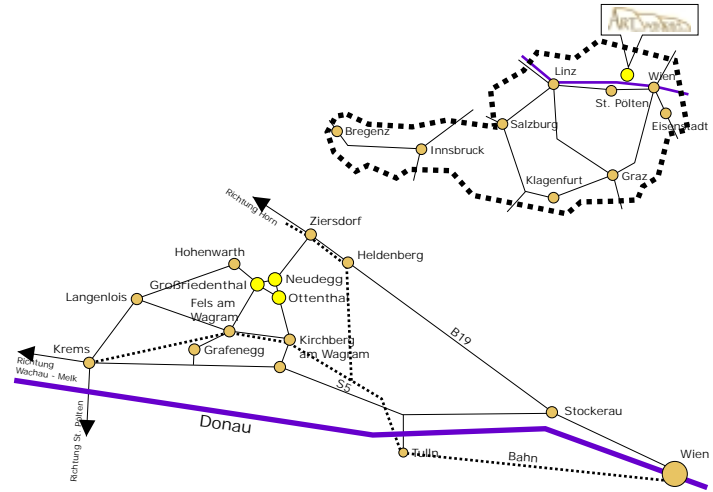 ART
Linz
Wien
St. Pölten
Eisenstadt
Salzburg
Bregenz
Innsbruck
Klagenfurt
Graz
Richtung Horn
Ziersdorf
Heldenberg
Hohenwarth
Neudegg
Großriedenthal
Ottenthal
Langenlois
Fels am
Wagram
Kirchberg
am Wagram
Grafenegg
Krems
Richtung
Wachau - Melk
B19
S5
Stockerau
Donau
Richtung St. Pölten
Tulln
Bahn
Wien